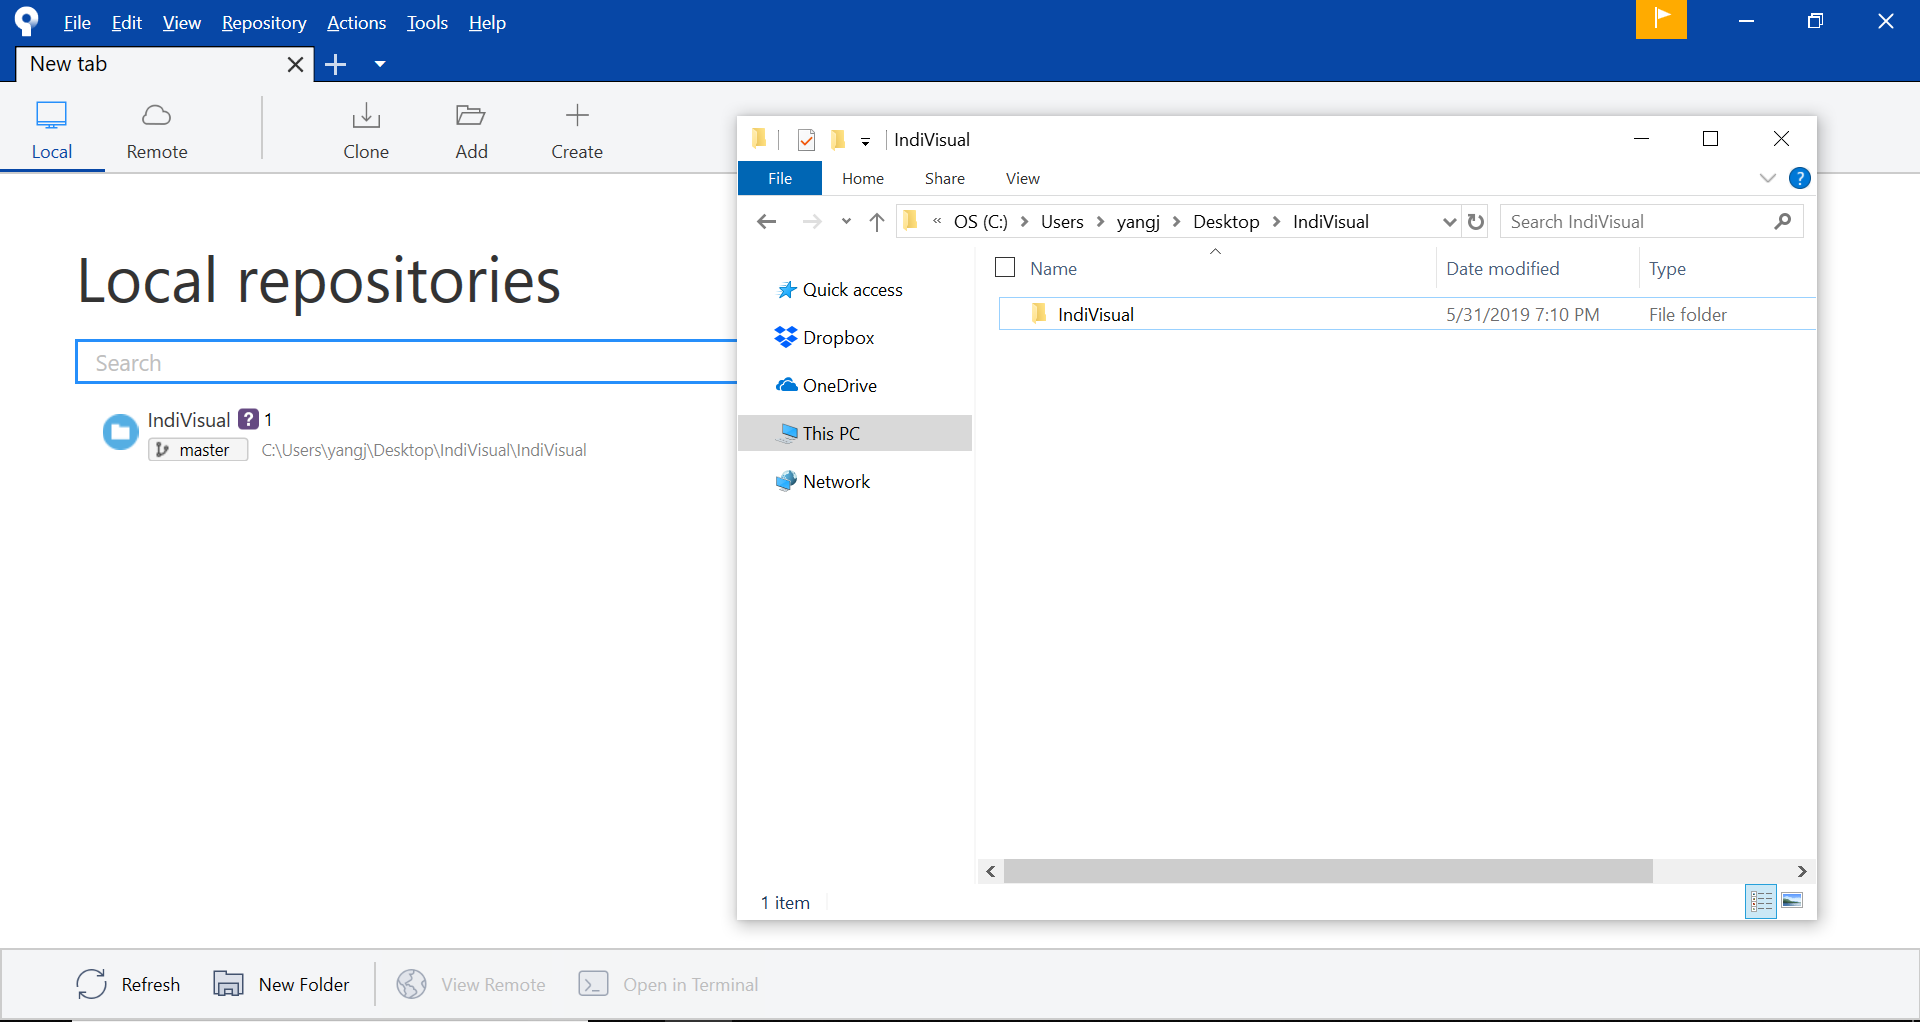 File Edit View Repository Actions Tools Help
New tab
Local Remote Clone Add Create
Local repositories
Search
IndiVisual ? 1
master C:\Users\yangj\Desktop\IndiVisual\IndiVisual
IndiVisual
File Home Share View ?
« OS (C:) > Users > yangj > Desktop > IndiVisual Search IndiVisual
Name Date modified Type
IndiVisual 5/31/2019 7:10 PM File folder
Quick access
Dropbox
OneDrive
This PC
Network
1 item
Refresh New Folder View Remote Open in Terminal